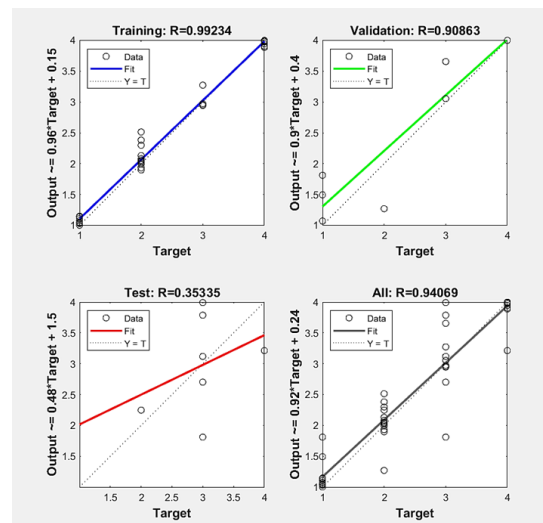 Training: R=0.99234
Output ~= 0.96*Target + 0.15
4
3.5
3
2.5
2
1.5
1
Data
Fit
Y = T
1
2
3
4
Target
Validation: R=0.90863
Output ~= 0.9*Target + 0.4
4
3.5
3
2.5
2
1.5
1
Data
Fit
Y = T
1
2
3
4
Target
Test: R=0.35335
Output ~= 0.48*Target + 1.5
4
3.5
3
2.5
2
1.5
Data
Fit
Y = T
1.5
2
2.5
3
3.5
4
Target
All: R=0.94069
Output ~= 0.92*Target + 0.24
4
3.5
3
2.5
2
1.5
1
Data
Fit
Y = T
1
2
3
4
Target